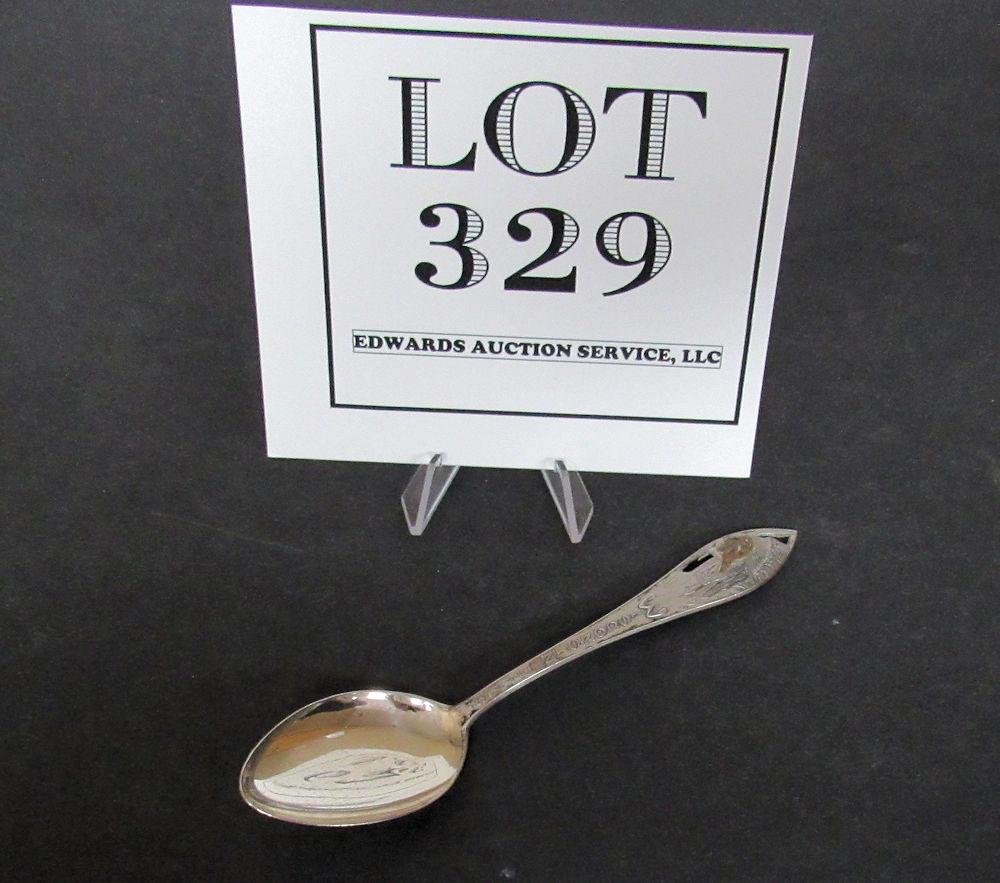 LOT
329
EDWARDS AUCTION SERVICE, LLC